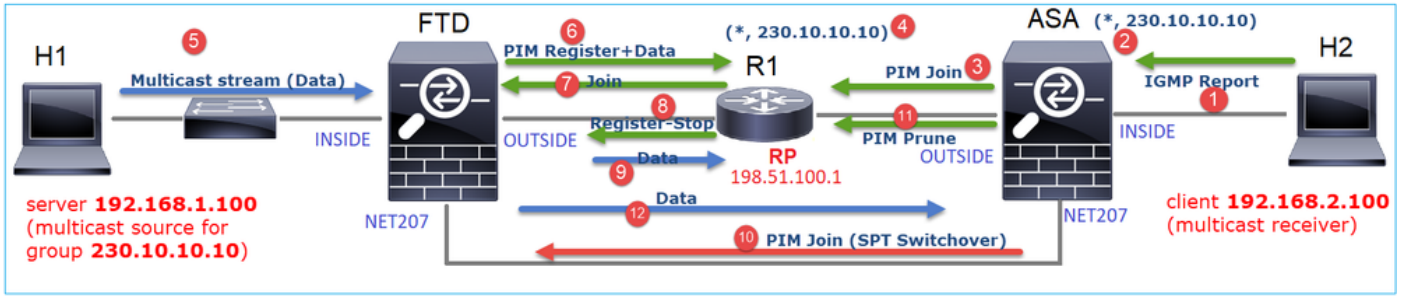 H1
5
Multicast stream (Data)
INSIDE
server 192.168.1.100
(multicast source for
group 230.10.10.10)
FTD
NET207
OUTSIDE
6
PIM Register+Data
7
Join
8
Register-Stop
9
Data
(*, 230.10.10.10)
4
R1
RP
198.51.100.1
PIM Join
3
11
PIM Prune
OUTSIDE
12
Data
10
PIM Join (SPT Switchover)
ASA
(*, 230.10.10.10)
2
IGMP Report
1
INSIDE
NET207
H2
client 192.168.2.100
(multicast receiver)